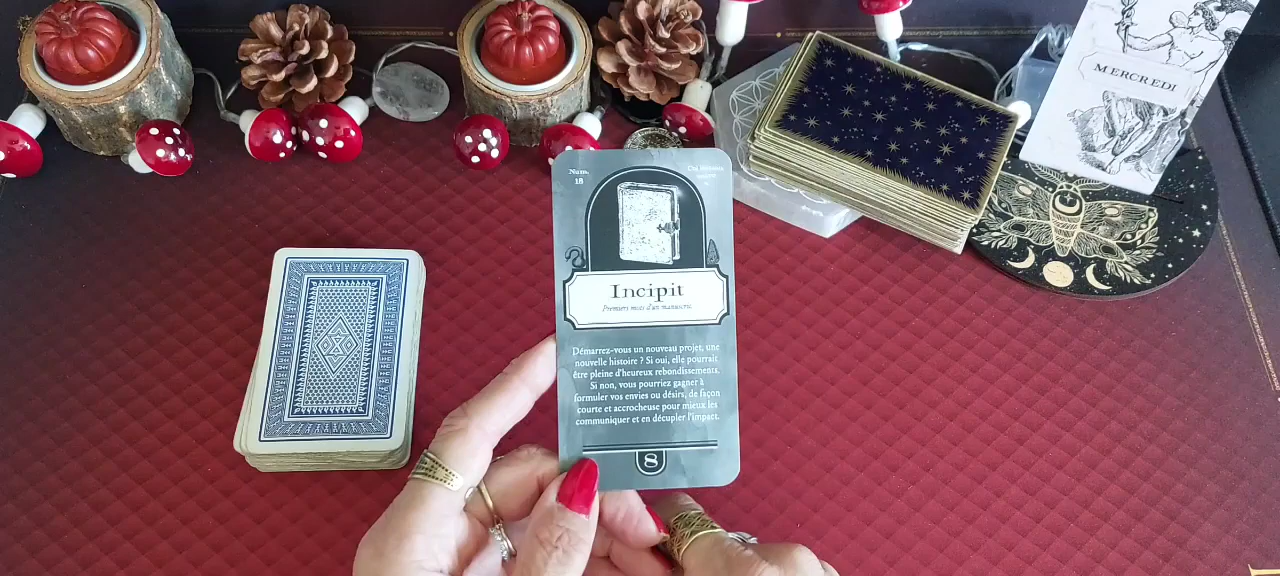 MERCREDI
Num.
18
Incipit
Premiers mots d'un manuscrit.
Démarrez-vous un nouveau projet, une
nouvelle histoire ? Si oui, elle pourrait
être pleine d'heureux rebondissements.
Si non, vous pourriez gagner à
formuler vos envies ou désirs, de façon
courte et accrocheuse pour mieux les
communiquer et en décupler l'impact.
8